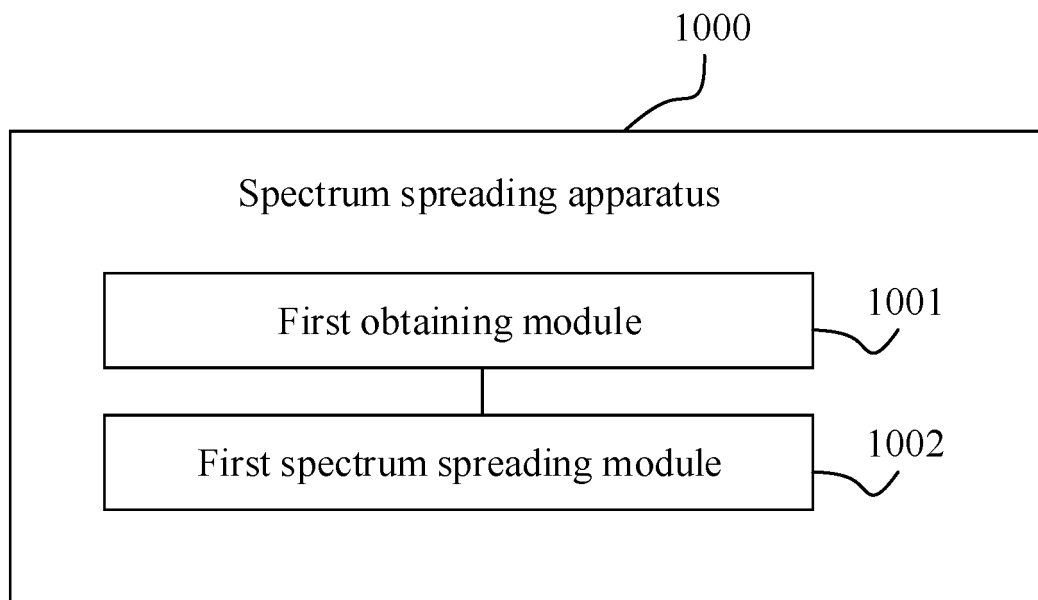 1000
Spectrum spreading apparatus
First obtaining module
1001
First spectrum spreading module
1002